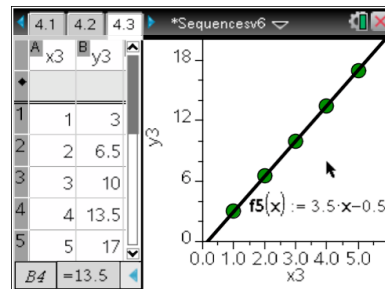 4.1 4.2 4.3 *Sequencesv6
A x3 B y3
◆
1 1 3
2 2 6.5
3 3 10
4 4 13.5
5 5 17
B4 =13.5
y3
18
12
6
0
f5(x) := 3.5·x−0.5
0.0 1.0 2.0 3.0 4.0 5.0
x3